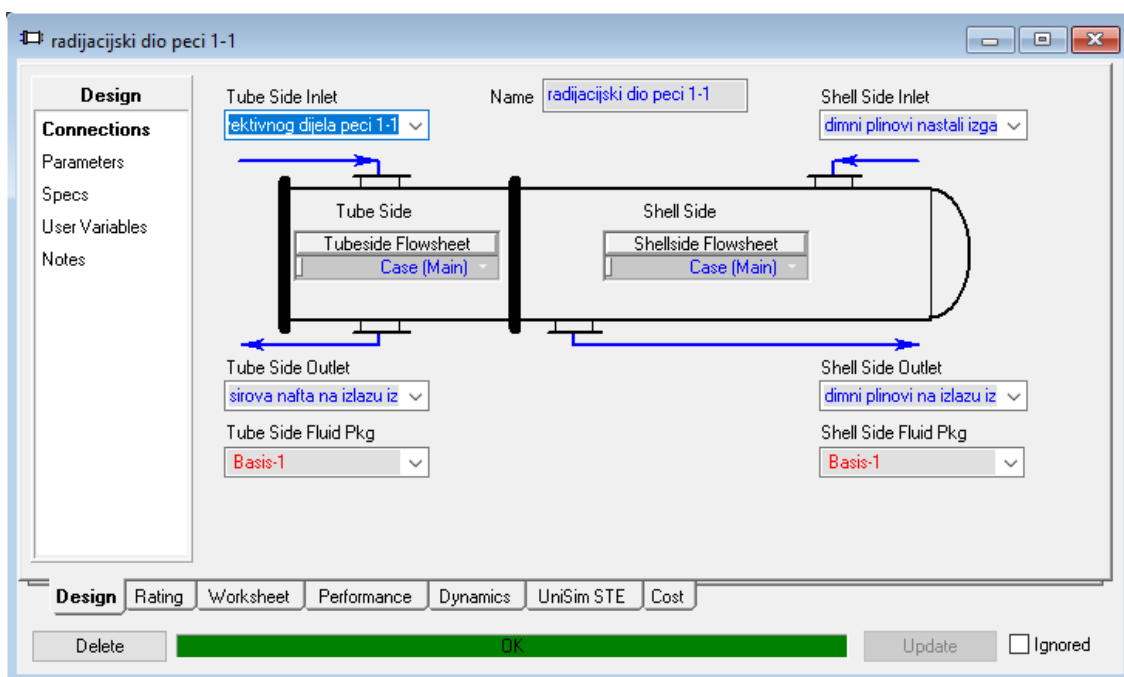 radijacijski dio peci 1-1
Design
Connections
Parameters
Specs
User Variables
Notes
Tube Side Inlet
rektivnog dijela peci 1-1
Name radijacijski dio peci 1-1
Shell Side Inlet
dimni plinovi nastali izga
Tube Side
Tubeside Flowsheet
Case (Main)
Shell Side
Shellside Flowsheet
Case (Main)
Tube Side Outlet
sirova nafta na izlazu iz
Shell Side Outlet
dimni plinovi na izlazu iz
Tube Side Fluid Pkg
Basis-1
Shell Side Fluid Pkg
Basis-1
Design Rating Worksheet Performance Dynamics UniSim STE Cost
Delete OK Update Ignored